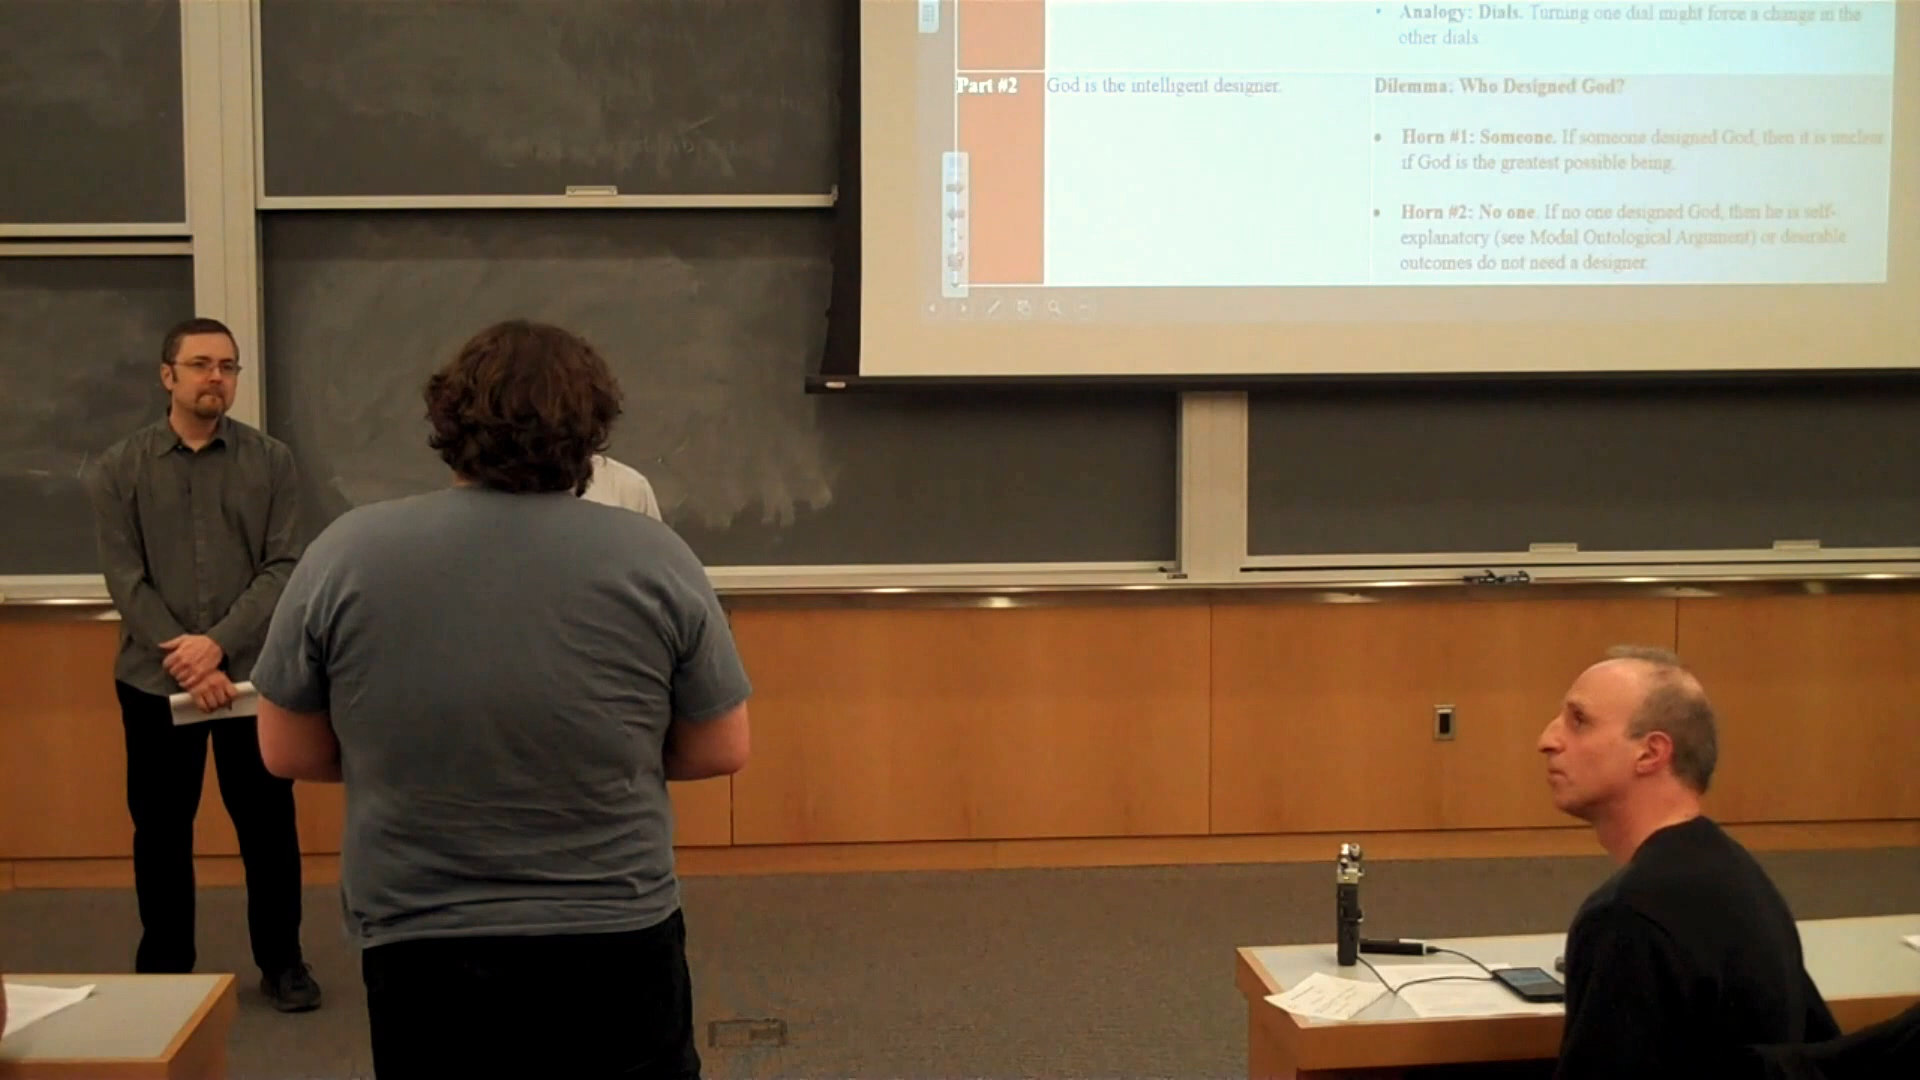 • Analogy: Dials. Turning one dial might force a change in the
other dials.
Part #2
God is the intelligent designer.
Dilemma: Who Designed God?
• Horn #1: Someone. If someone designed God, then it is unclear
if God is the greatest possible being.
• Horn #2: No one. If no one designed God, then he is self-
explanatory (see Modal Ontological Argument) or desirable
outcomes do not need a designer.